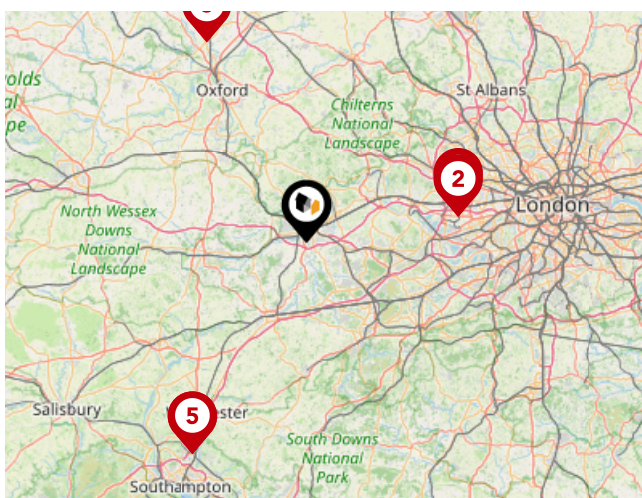 Oxford
St Albans
Chilterns
National
Landscape
2
London
North Wessex
Downs
National
Landscape
5
Salisbury
South Downs
National
Park
Southampton